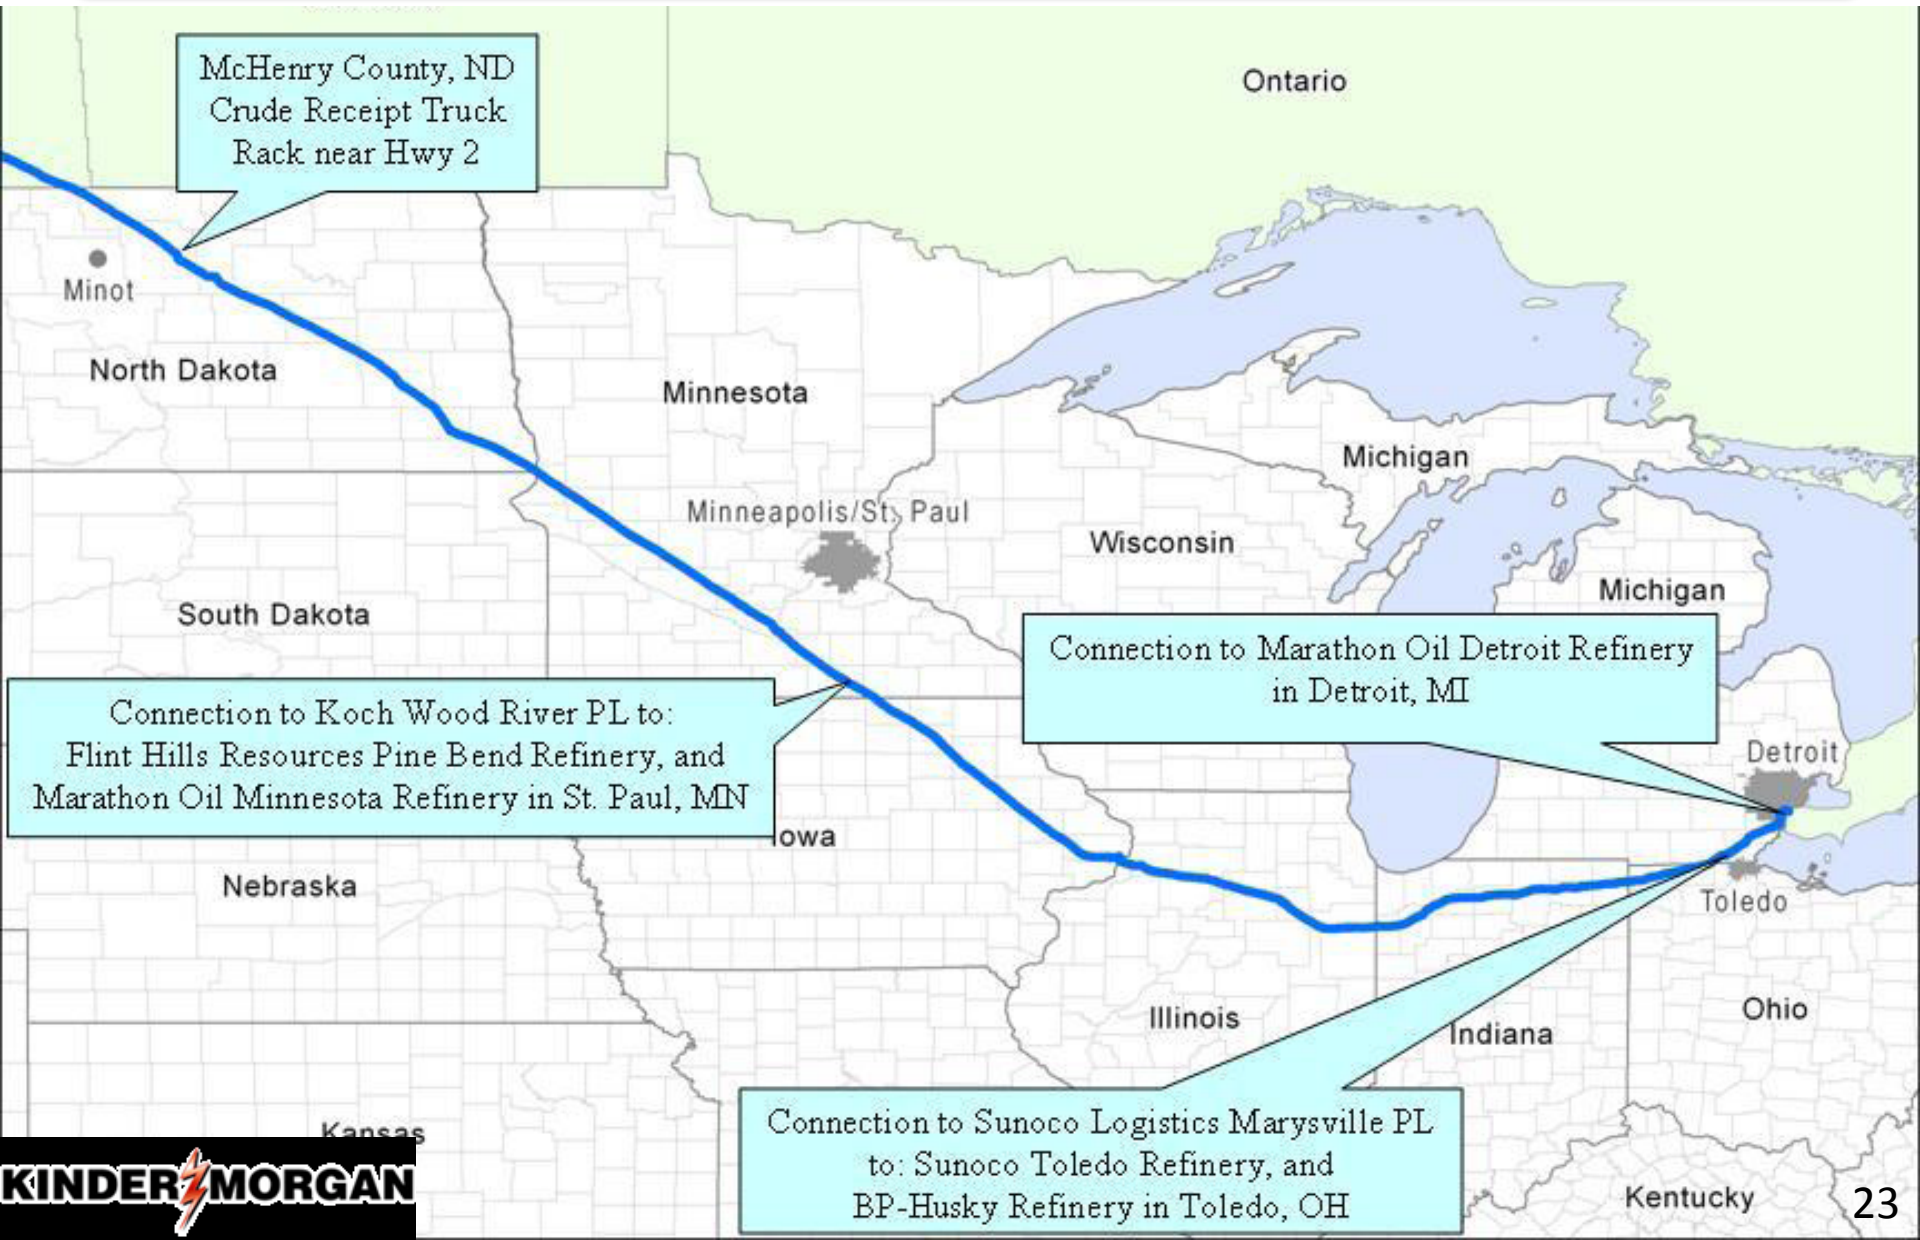 McHenry County, ND
Crude Receipt Truck
Rack near Hwy 2
Ontario
Minot
North Dakota
Minnesota
Michigan
Minneapolis/St. Paul
Wisconsin
Michigan
South Dakota
Connection to Marathon Oil Detroit Refinery
in Detroit, MI
Connection to Koch Wood River PL to:
Flint Hills Resources Pine Bend Refinery, and
Marathon Oil Minnesota Refinery in St. Paul, MN
Detroit
Iowa
Nebraska
Toledo
Illinois
Indiana
Ohio
Connection to Sunoco Logistics Marysville PL
to: Sunoco Toledo Refinery, and
BP-Husky Refinery in Toledo, OH
Kansas
KINDER MORGAN
Kentucky
23